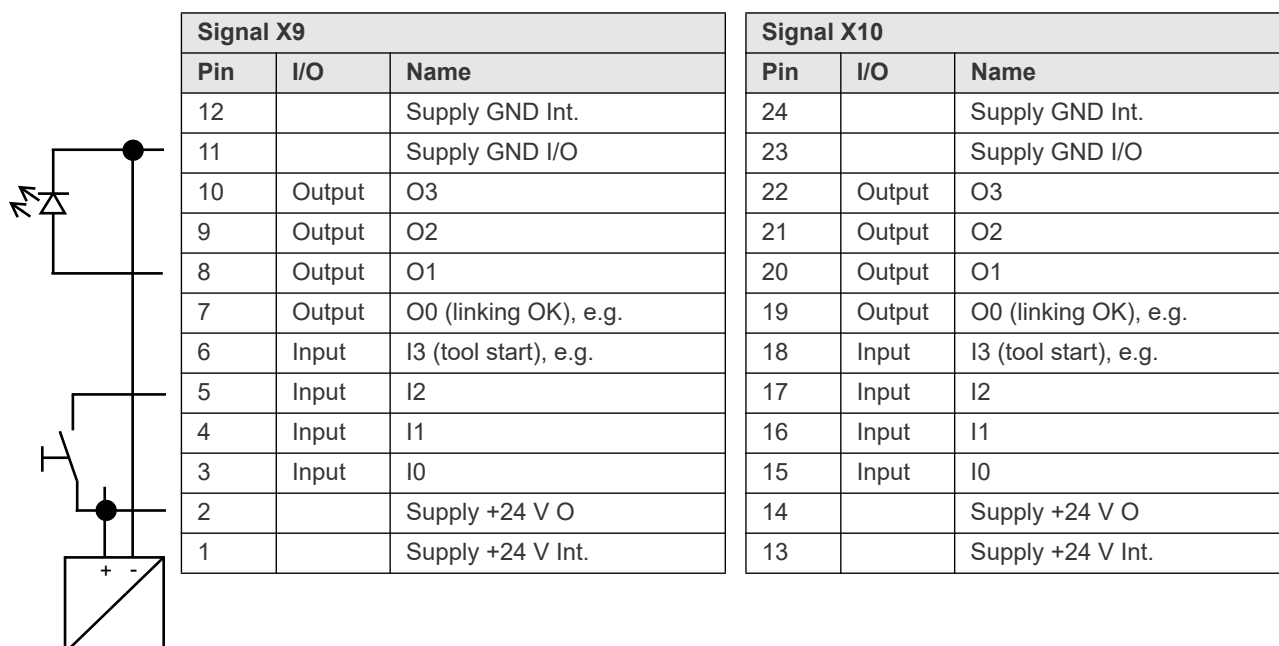 Signal X9
Pin I/O Name
12 Supply GND Int.
11 Supply GND I/O
10 Output O3
9 Output O2
8 Output O1
7 Output O0 (linking OK), e.g.
6 Input I3 (tool start), e.g.
5 Input I2
4 Input I1
3 Input I0
2 Supply +24 V O
1 Supply +24 V Int.
Signal X10
Pin I/O Name
24 Supply GND Int.
23 Supply GND I/O
22 Output O3
21 Output O2
20 Output O1
19 Output O0 (linking OK), e.g.
18 Input I3 (tool start), e.g.
17 Input I2
16 Input I1
15 Input I0
14 Supply +24 V O
13 Supply +24 V Int.
+ -